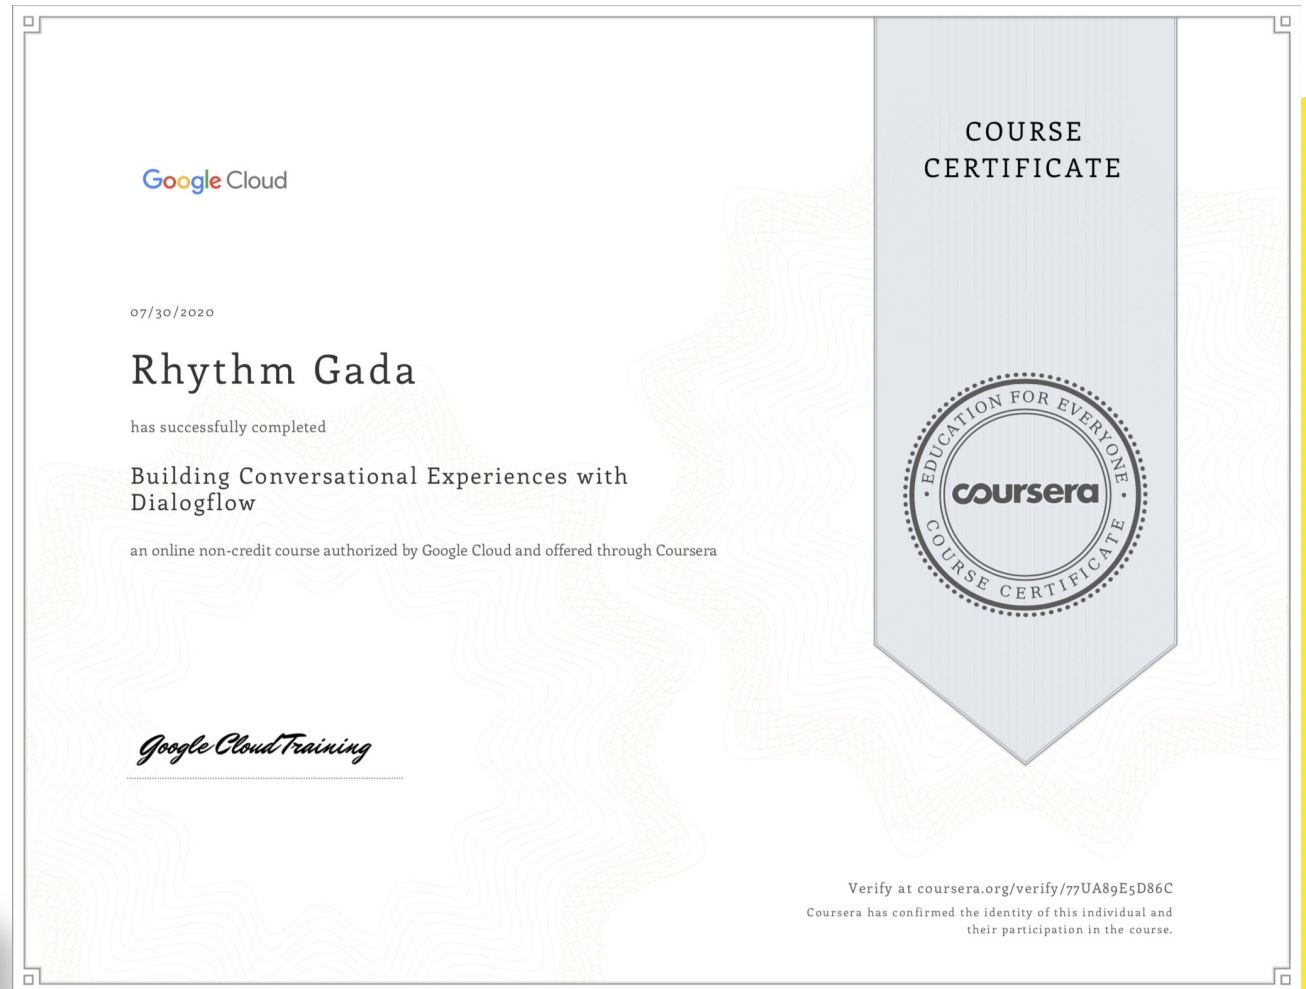 Google Cloud
07/30/2020
Rhythm Gada
has successfully completed
Building Conversational Experiences with
Dialogflow
an online non-credit course authorized by Google Cloud and offered through Coursera
Google Cloud Training
COURSE
CERTIFICATE
EDUCATION FOR EVERYONE
coursera
COURSE CERTIFICATE
Verify at coursera.org/verify/77UA89E5D86C
Coursera has confirmed the identity of this individual and
their participation in the course.